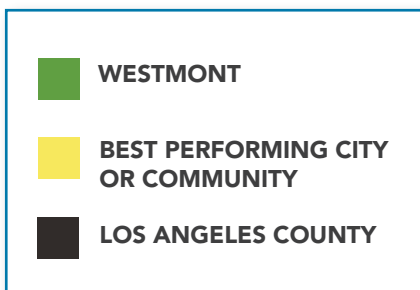 WESTMONT
BEST PERFORMING CITY
OR COMMUNITY
LOS ANGELES COUNTY